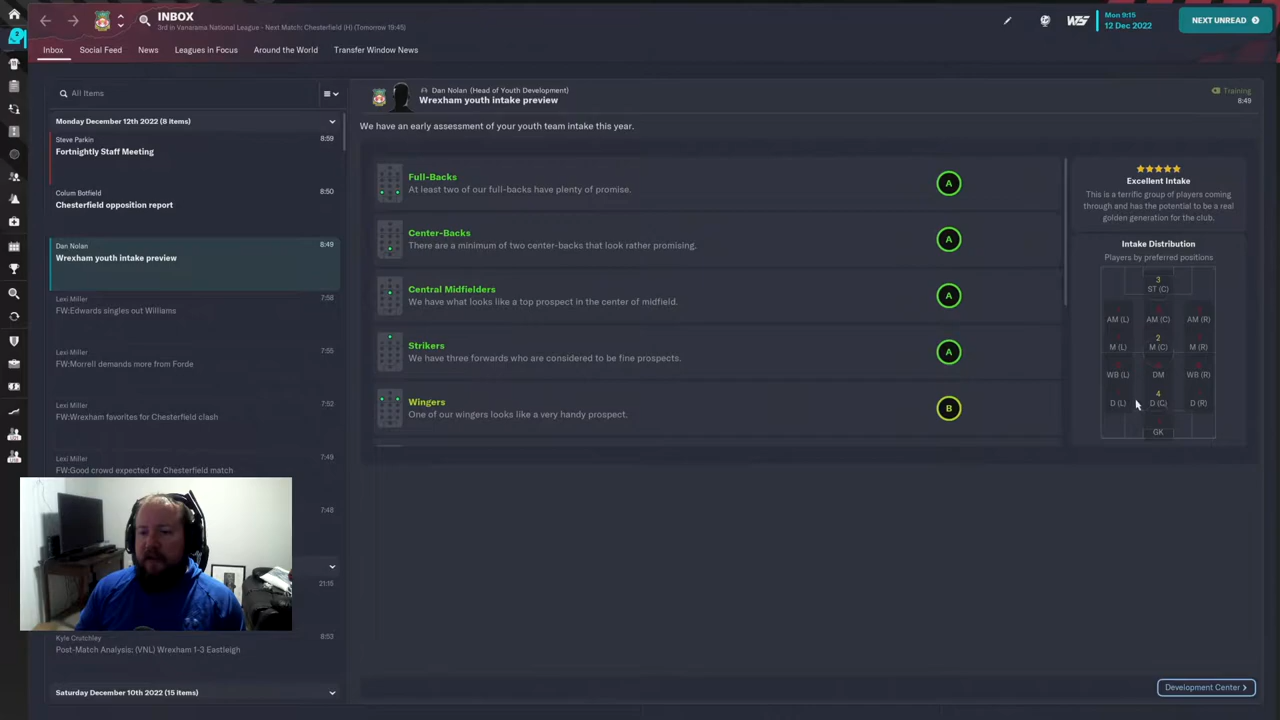 INBOX
3rd in Vanarama National League - Next Match: Chesterfield (H) (Tomorrow 19:45)
Mon 9:15
12 Dec 2022
NEXT UNREAD
Inbox
Social Feed
News
Leagues in Focus
Around the World
Transfer Window News
All Items
Monday December 12th 2022 (8 items)
Steve Parkin
8:59
Fortnightly Staff Meeting
Colum Botfield
8:50
Chesterfield opposition report
Dan Nolan
8:49
Wrexham youth intake preview
Lexi Miller
7:58
FW:Edwards singles out Williams
Lexi Miller
7:55
FW:Morrell demands more from Forde
Lexi Miller
7:52
FW:Wrexham favorites for Chesterfield clash
Lexi Miller
7:49
FW:Good crowd expected for Chesterfield match
7:48
21:15
Kyle Crutchley
8:53
Post-Match Analysis: (VNL) Wrexham 1-3 Eastleigh
Saturday December 10th 2022 (15 items)
Dan Nolan (Head of Youth Development)
Wrexham youth intake preview
Training
8:49
We have an early assessment of your youth team intake this year.
Full-Backs
At least two of our full-backs have plenty of promise.
A
Center-Backs
There are a minimum of two center-backs that look rather promising.
A
Central Midfielders
We have what looks like a top prospect in the center of midfield.
A
Strikers
We have three forwards who are considered to be fine prospects.
A
Wingers
One of our wingers looks like a very handy prospect.
B
Excellent Intake
This is a terrific group of players coming
through and has the potential to be a real
golden generation for the club.
Intake Distribution
Players by preferred positions
3
ST (C)
AM (L)
AM (C)
AM (R)
2
M (L)
M (C)
M (R)
WB (L)
DM
WB (R)
4
D (L)
D (C)
D (R)
GK
Development Center